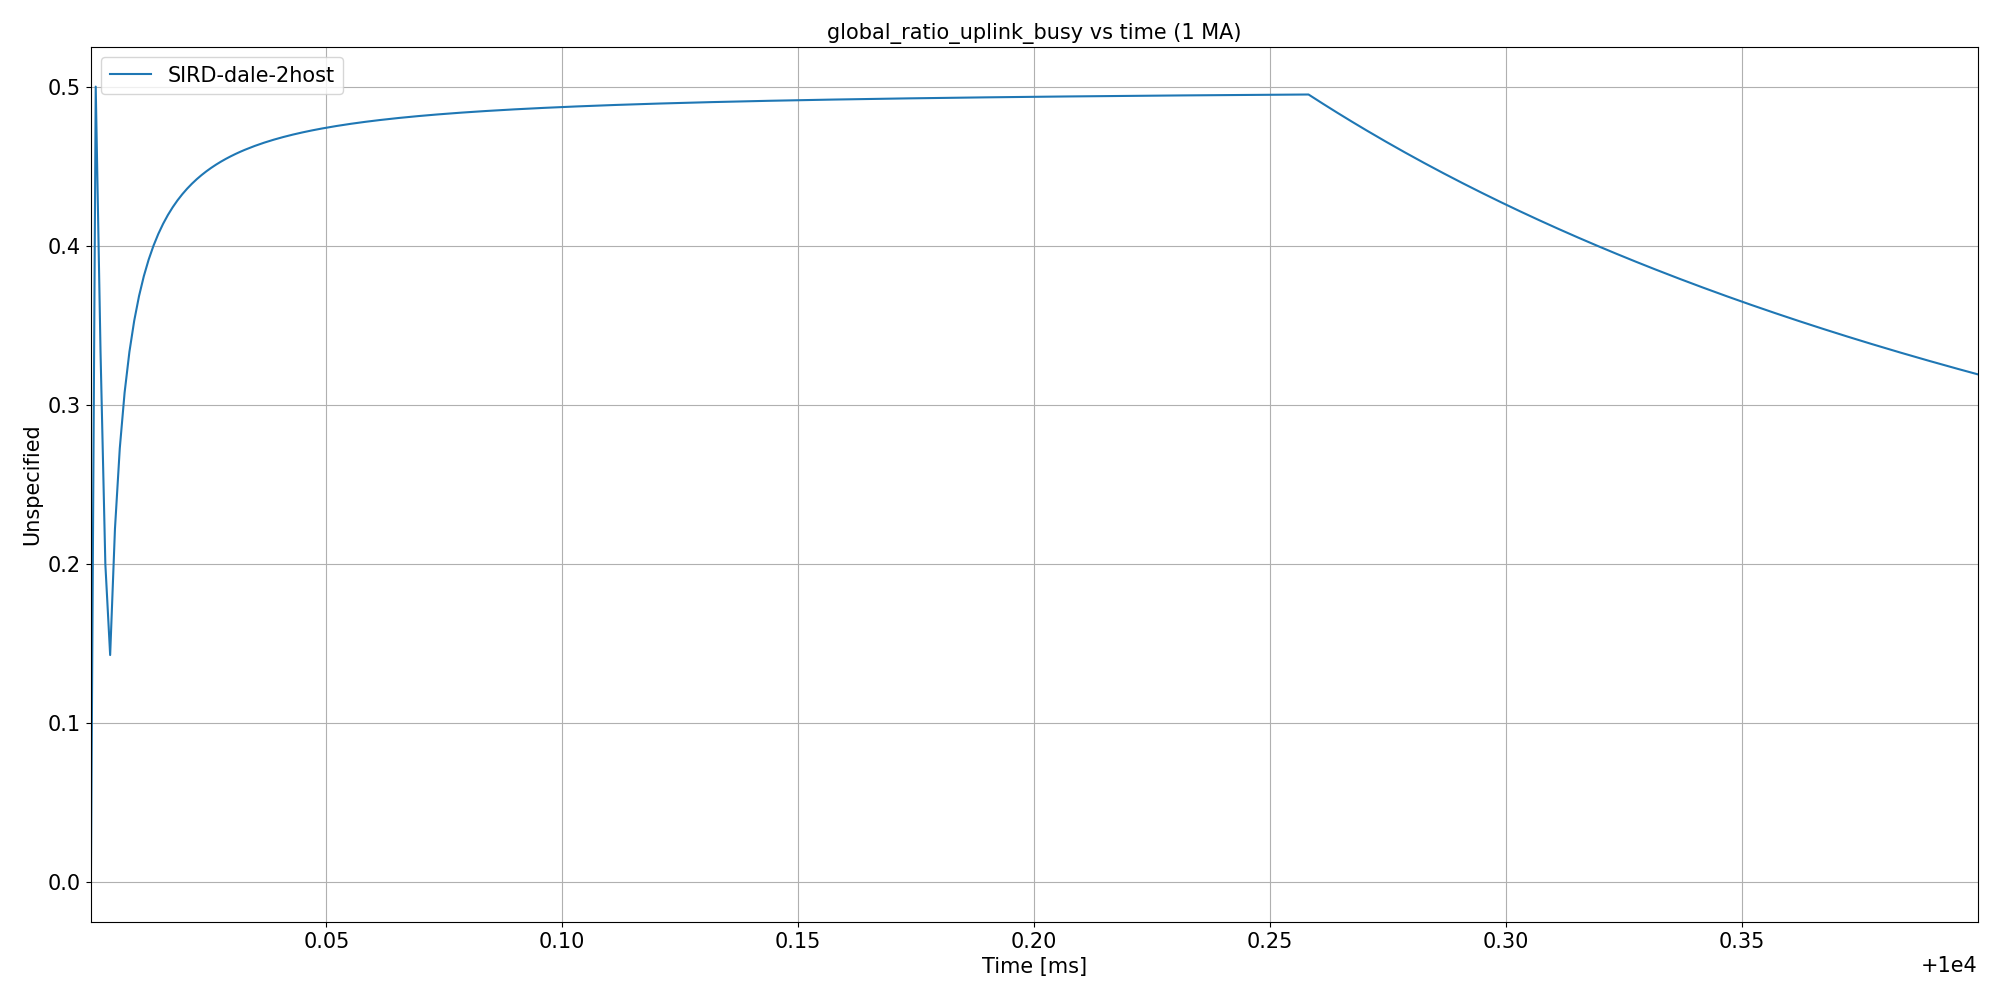 global_ratio_uplink_busy vs time (1 MA)
SIRD-dale-2host
0.5
0.4
0.3
0.2
0.1
0.0
Unspecified
0.05 0.10 0.15 0.20 0.25 0.30 0.35
Time [ms]
+1e4